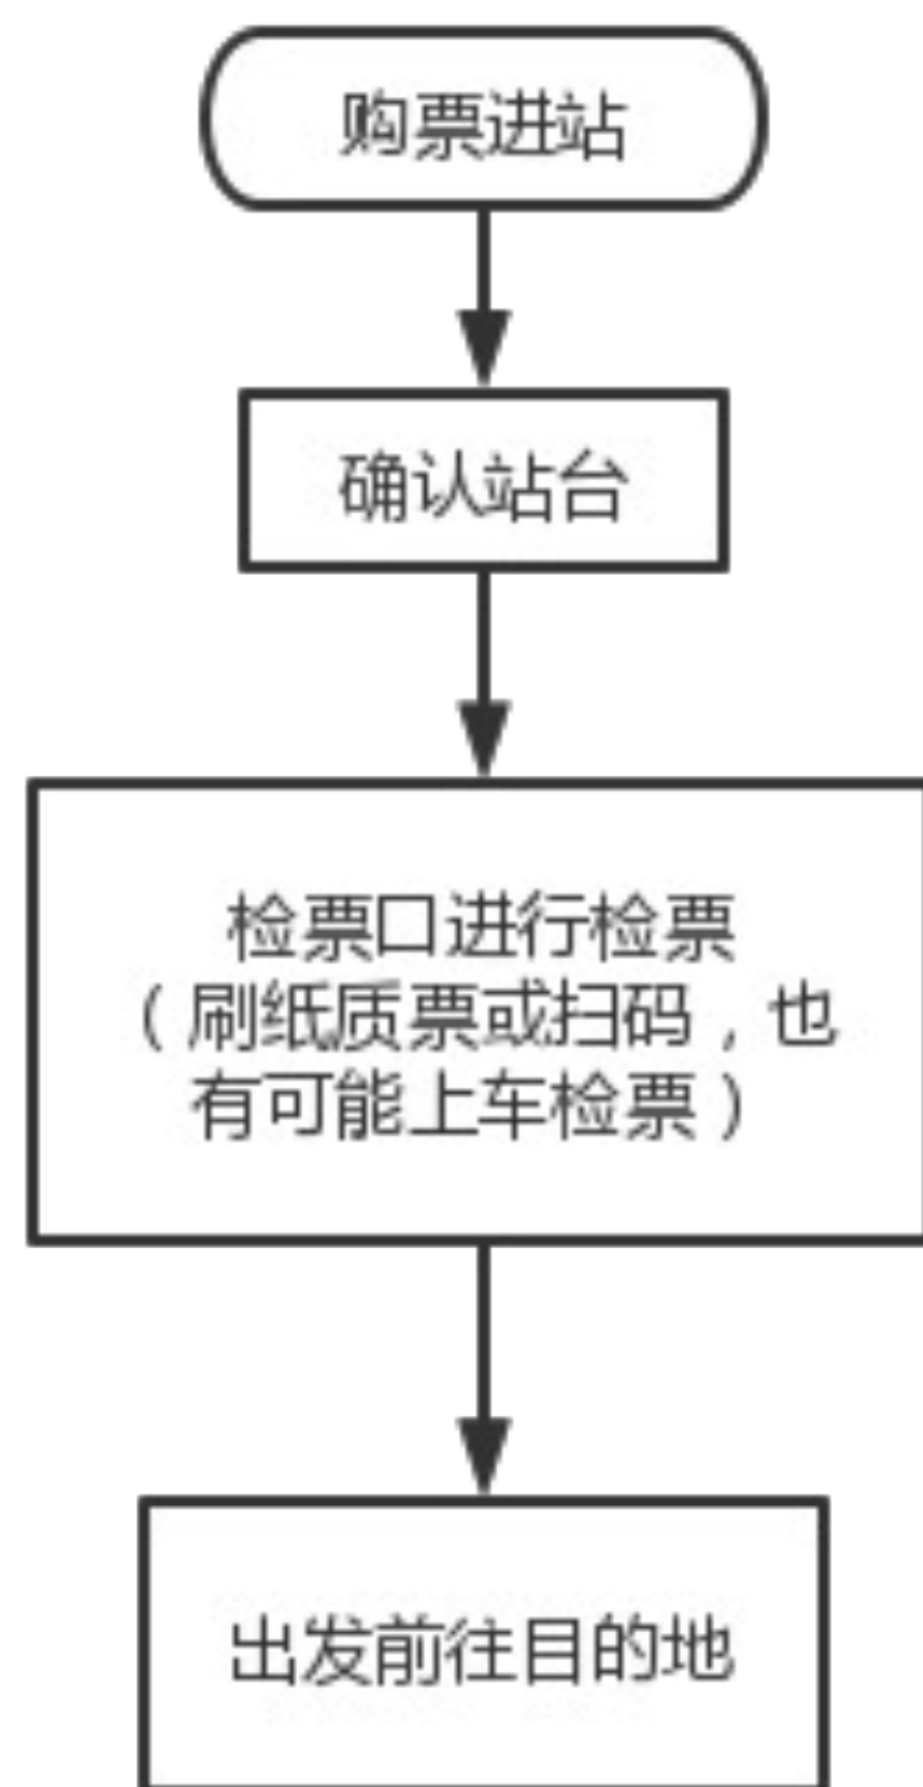 购票进站
确认站台
检票口进行检票
（刷纸质票或扫码，也
有可能上车检票）
出发前往目的地